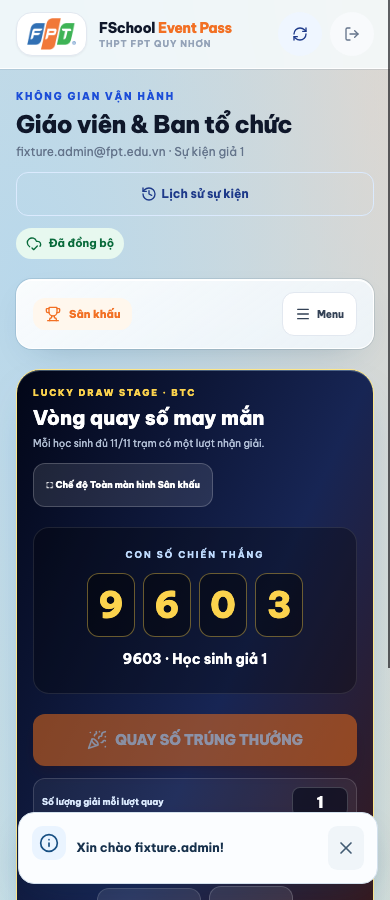 FPT
FSchool Event Pass
THPT FPT QUY NHƠN
KHÔNG GIAN VẬN HÀNH
Giáo viên & Ban tổ chức
fixture.admin@fpt.edu.vn · Sự kiện giả 1
Lịch sử sự kiện
Đã đồng bộ
Sân khấu
Menu
LUCKY DRAW STAGE · BTC
Vòng quay số may mắn
Mỗi học sinh đủ 11/11 trạm có một lượt nhận giải.
Chế độ Toàn màn hình Sân khấu
CON SỐ CHIẾN THẮNG
9 6 0 3
9603 · Học sinh giả 1
QUAY SỐ TRÚNG THƯỞNG
Số lượng giải mỗi lượt quay
1
Xin chào fixture.admin!